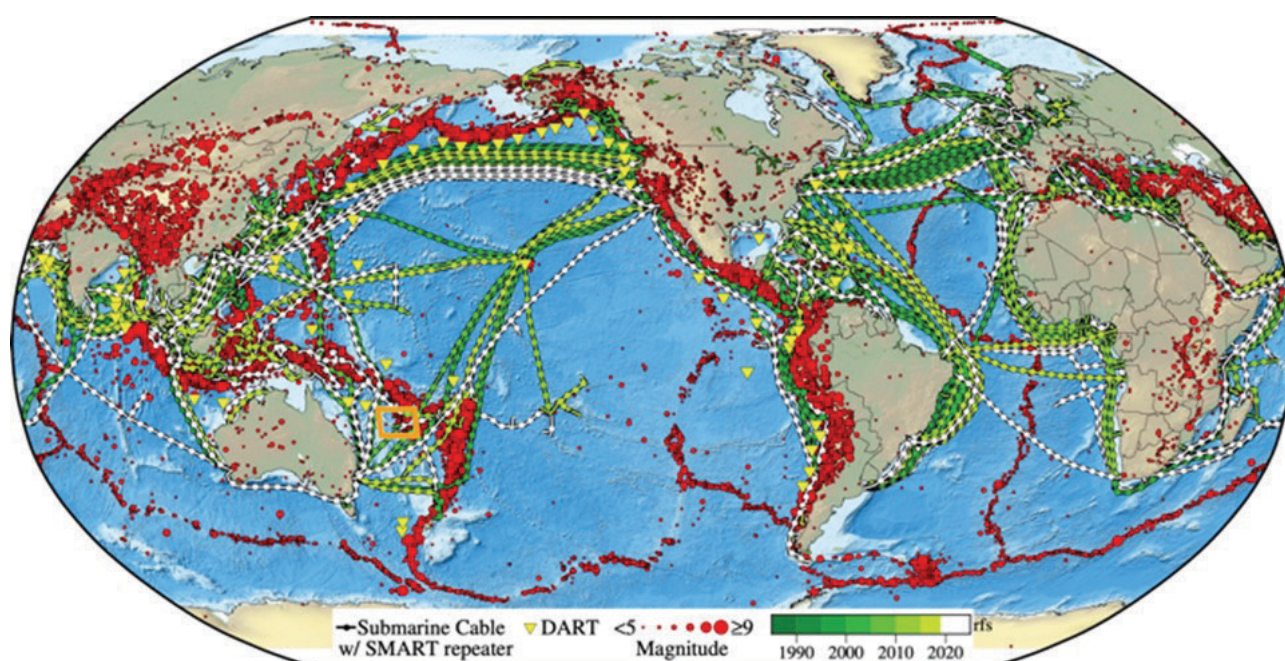 Submarine Cable
w/ SMART repeater
DART
<5
≥9
Magnitude
rfs
1990 2000 2010 2020